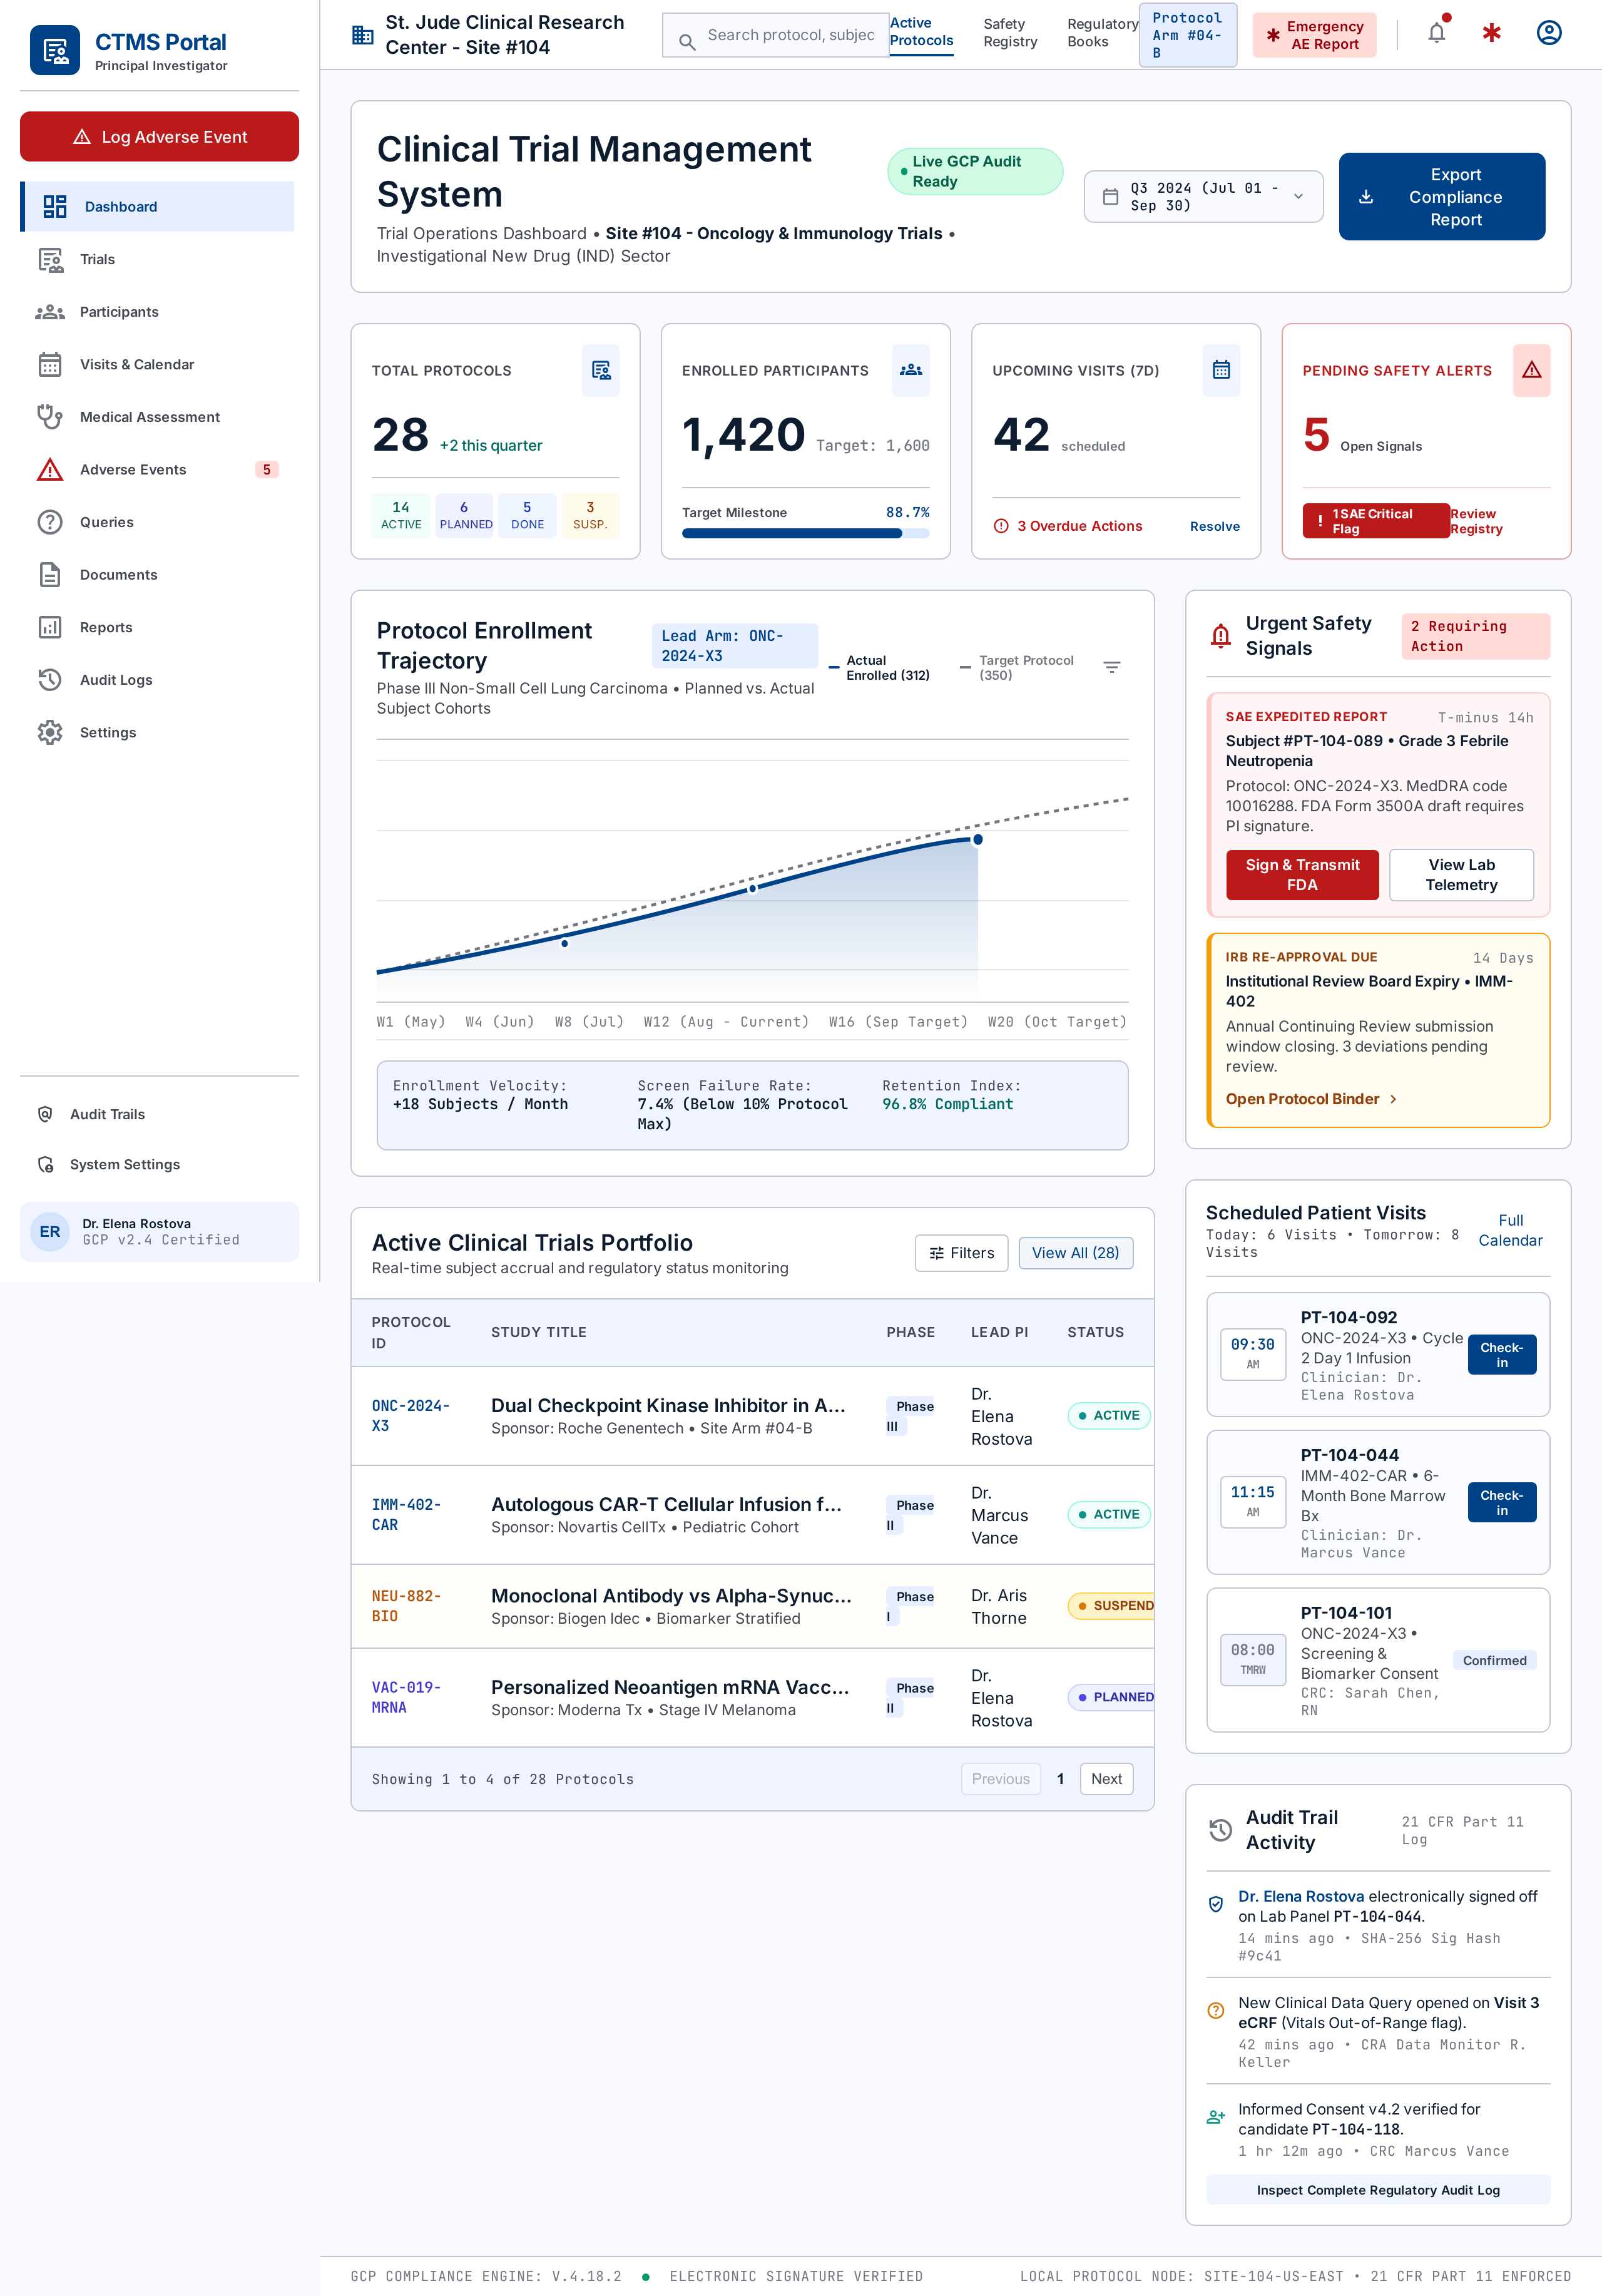 CTMS Portal
Principal Investigator
Log Adverse Event
Dashboard
Trials
Participants
Visits & Calendar
Medical Assessment
Adverse Events
5
Queries
Documents
Reports
Audit Logs
Settings
Audit Trails
System Settings
ER
Dr. Elena Rostova
GCP v2.4 Certified
St. Jude Clinical Research
Center - Site #104
Search protocol, subjec
Active
Protocols
Safety
Registry
Regulatory
Books
Protocol
Arm #04-
B
Emergency
AE Report
Clinical Trial Management
System
Live GCP Audit
Ready
Trial Operations Dashboard • Site #104 - Oncology & Immunology Trials •
Investigational New Drug (IND) Sector
Q3 2024 (Jul 01 -
Sep 30)
Export
Compliance
Report
TOTAL PROTOCOLS
28 +2 this quarter
14
ACTIVE
6
PLANNED
5
DONE
3
SUSP.
ENROLLED PARTICIPANTS
1,420 Target: 1,600
Target Milestone 88.7%
UPCOMING VISITS (7D)
42 scheduled
3 Overdue Actions Resolve
PENDING SAFETY ALERTS
5 Open Signals
! 1 SAE Critical
Flag
Review
Registry
Protocol Enrollment
Trajectory
Lead Arm: ONC-
2024-X3
Phase III Non-Small Cell Lung Carcinoma • Planned vs. Actual
Subject Cohorts
Actual
Enrolled (312)
Target Protocol
(350)
W1 (May) W4 (Jun) W8 (Jul) W12 (Aug - Current) W16 (Sep Target) W20 (Oct Target)
Enrollment Velocity:
+18 Subjects / Month
Screen Failure Rate:
7.4% (Below 10% Protocol
Max)
Retention Index:
96.8% Compliant
Active Clinical Trials Portfolio
Real-time subject accrual and regulatory status monitoring
Filters
View All (28)
PROTOCOL
ID
STUDY TITLE
PHASE
LEAD PI
STATUS
ONC-2024-
X3
Dual Checkpoint Kinase Inhibitor in A...
Sponsor: Roche Genentech • Site Arm #04-B
Phase
III
Dr.
Elena
Rostova
ACTIVE
IMM-402-
CAR
Autologous CAR-T Cellular Infusion f...
Sponsor: Novartis CellTx • Pediatric Cohort
Phase
II
Dr.
Marcus
Vance
ACTIVE
NEU-882-
BIO
Monoclonal Antibody vs Alpha-Synuc...
Sponsor: Biogen Idec • Biomarker Stratified
Phase
I
Dr. Aris
Thorne
SUSPEND
VAC-019-
MRNA
Personalized Neoantigen mRNA Vacc...
Sponsor: Moderna Tx • Stage IV Melanoma
Phase
II
Dr.
Elena
Rostova
PLANNED
Showing 1 to 4 of 28 Protocols
Previous 1 Next
Urgent Safety
Signals
2 Requiring
Action
SAE EXPEDITED REPORT T-minus 14h
Subject #PT-104-089 • Grade 3 Febrile
Neutropenia
Protocol: ONC-2024-X3. MedDRA code
10016288. FDA Form 3500A draft requires
PI signature.
Sign & Transmit
FDA
View Lab
Telemetry
IRB RE-APPROVAL DUE 14 Days
Institutional Review Board Expiry • IMM-
402
Annual Continuing Review submission
window closing. 3 deviations pending
review.
Open Protocol Binder
Scheduled Patient Visits
Today: 6 Visits • Tomorrow: 8
Visits
Full
Calendar
09:30
AM
PT-104-092
ONC-2024-X3 • Cycle
2 Day 1 Infusion
Clinician: Dr.
Elena Rostova
Check-
in
11:15
AM
PT-104-044
IMM-402-CAR • 6-
Month Bone Marrow
Bx
Clinician: Dr.
Marcus Vance
Check-
in
08:00
TMRW
PT-104-101
ONC-2024-X3 •
Screening &
Biomarker Consent
CRC: Sarah Chen,
RN
Confirmed
Audit Trail
Activity
21 CFR Part 11
Log
Dr. Elena Rostova electronically signed off
on Lab Panel PT-104-044.
14 mins ago • SHA-256 Sig Hash
#9c41
New Clinical Data Query opened on Visit 3
eCRF (Vitals Out-of-Range flag).
42 mins ago • CRA Data Monitor R.
Keller
Informed Consent v4.2 verified for
candidate PT-104-118.
1 hr 12m ago • CRC Marcus Vance
Inspect Complete Regulatory Audit Log
GCP COMPLIANCE ENGINE: V.4.18.2 ● ELECTRONIC SIGNATURE VERIFIED
LOCAL PROTOCOL NODE: SITE-104-US-EAST • 21 CFR PART 11 ENFORCED